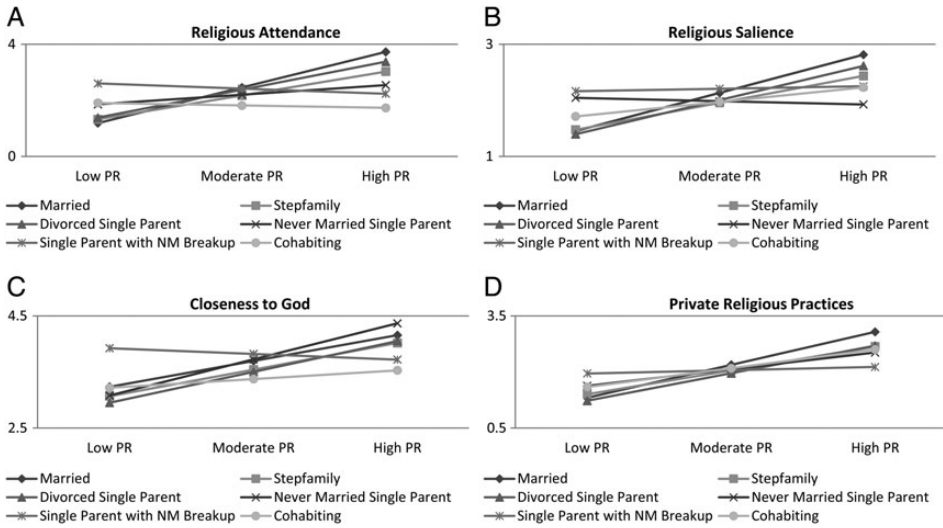 A
Religious Attendance
4
0
Low PR Moderate PR High PR
Married Stepfamily
Divorced Single Parent Never Married Single Parent
Single Parent with NM Breakup Cohabiting
B
Religious Salience
3
1
Low PR Moderate PR High PR
Married Stepfamily
Divorced Single Parent Never Married Single Parent
Single Parent with NM Breakup Cohabiting
C
Closeness to God
4.5
2.5
Low PR Moderate PR High PR
Married Stepfamily
Divorced Single Parent Never Married Single Parent
Single Parent with NM Breakup Cohabiting
D
Private Religious Practices
3.5
0.5
Low PR Moderate PR High PR
Married Stepfamily
Divorced Single Parent Never Married Single Parent
Single Parent with NM Breakup Cohabiting